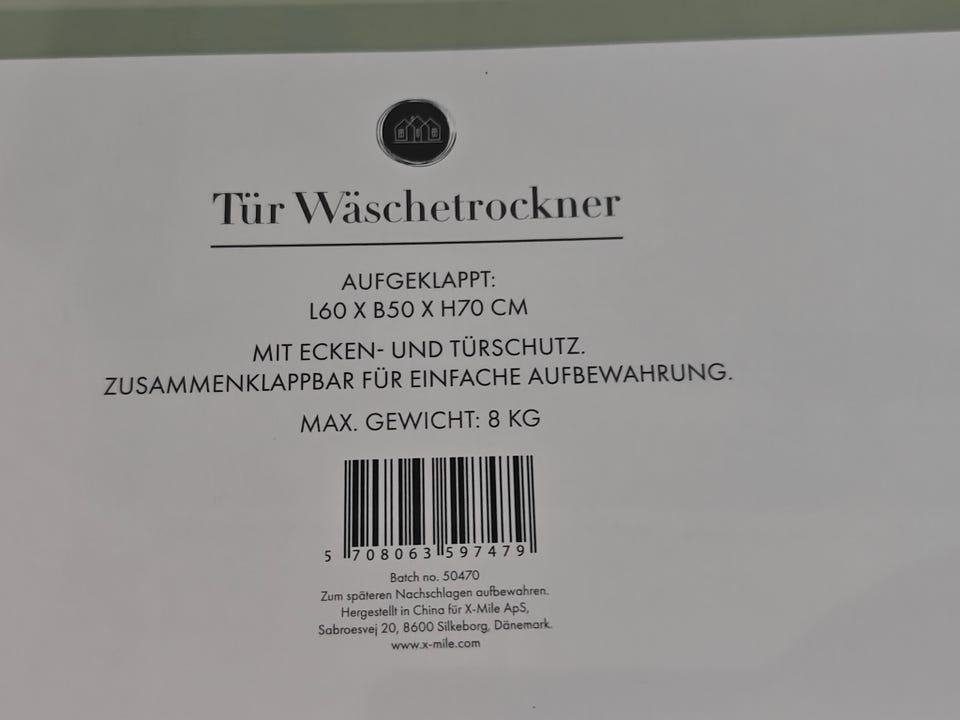 Tür Wäschetrockner
AUFGEKLAPPT:
L60 X B50 X H70 CM
MIT ECKEN- UND TÜRSCHUTZ.
ZUSAMMENKLAPPBAR FÜR EINFACHE AUFBEWAHRUNG.
MAX. GEWICHT: 8 KG
5 708063 597479
Batch no. 50470
Zum späteren Nachschlagen aufbewahren.
Hergestellt in China für X-Mile ApS,
Sabroesvej 20, 8600 Silkeborg, Dänemark.
www.x-mile.com